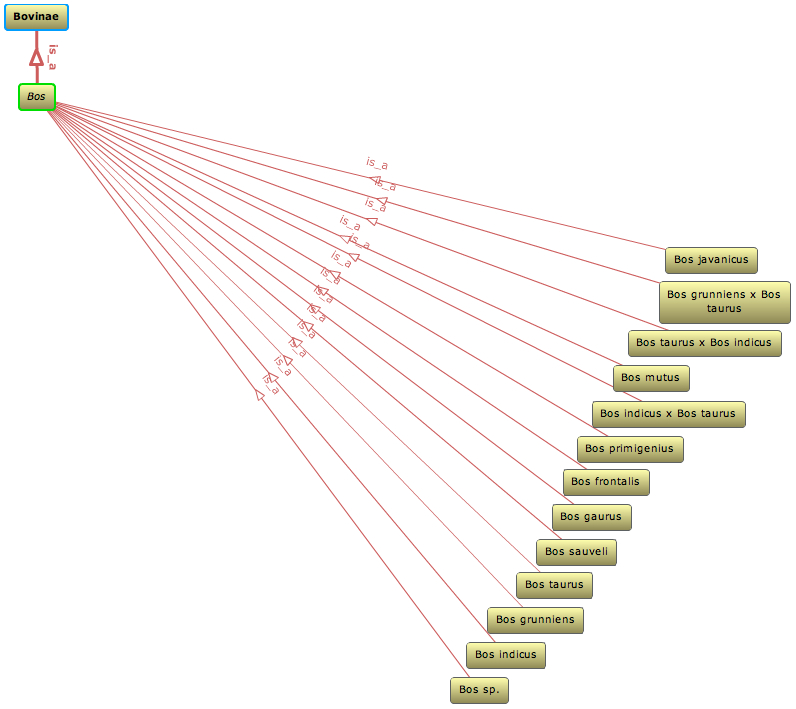 Bovinae
is_a
Bos
is_a
is_a
is_a
is_a
is_a
is_a
is_a
is_a
is_a
is_a
is_a
is_a
is_a
Bos javanicus
Bos grunniens x Bos
taurus
Bos taurus x Bos indicus
Bos mutus
Bos indicus x Bos taurus
Bos primigenius
Bos frontalis
Bos gaurus
Bos sauveli
Bos taurus
Bos grunniens
Bos indicus
Bos sp.